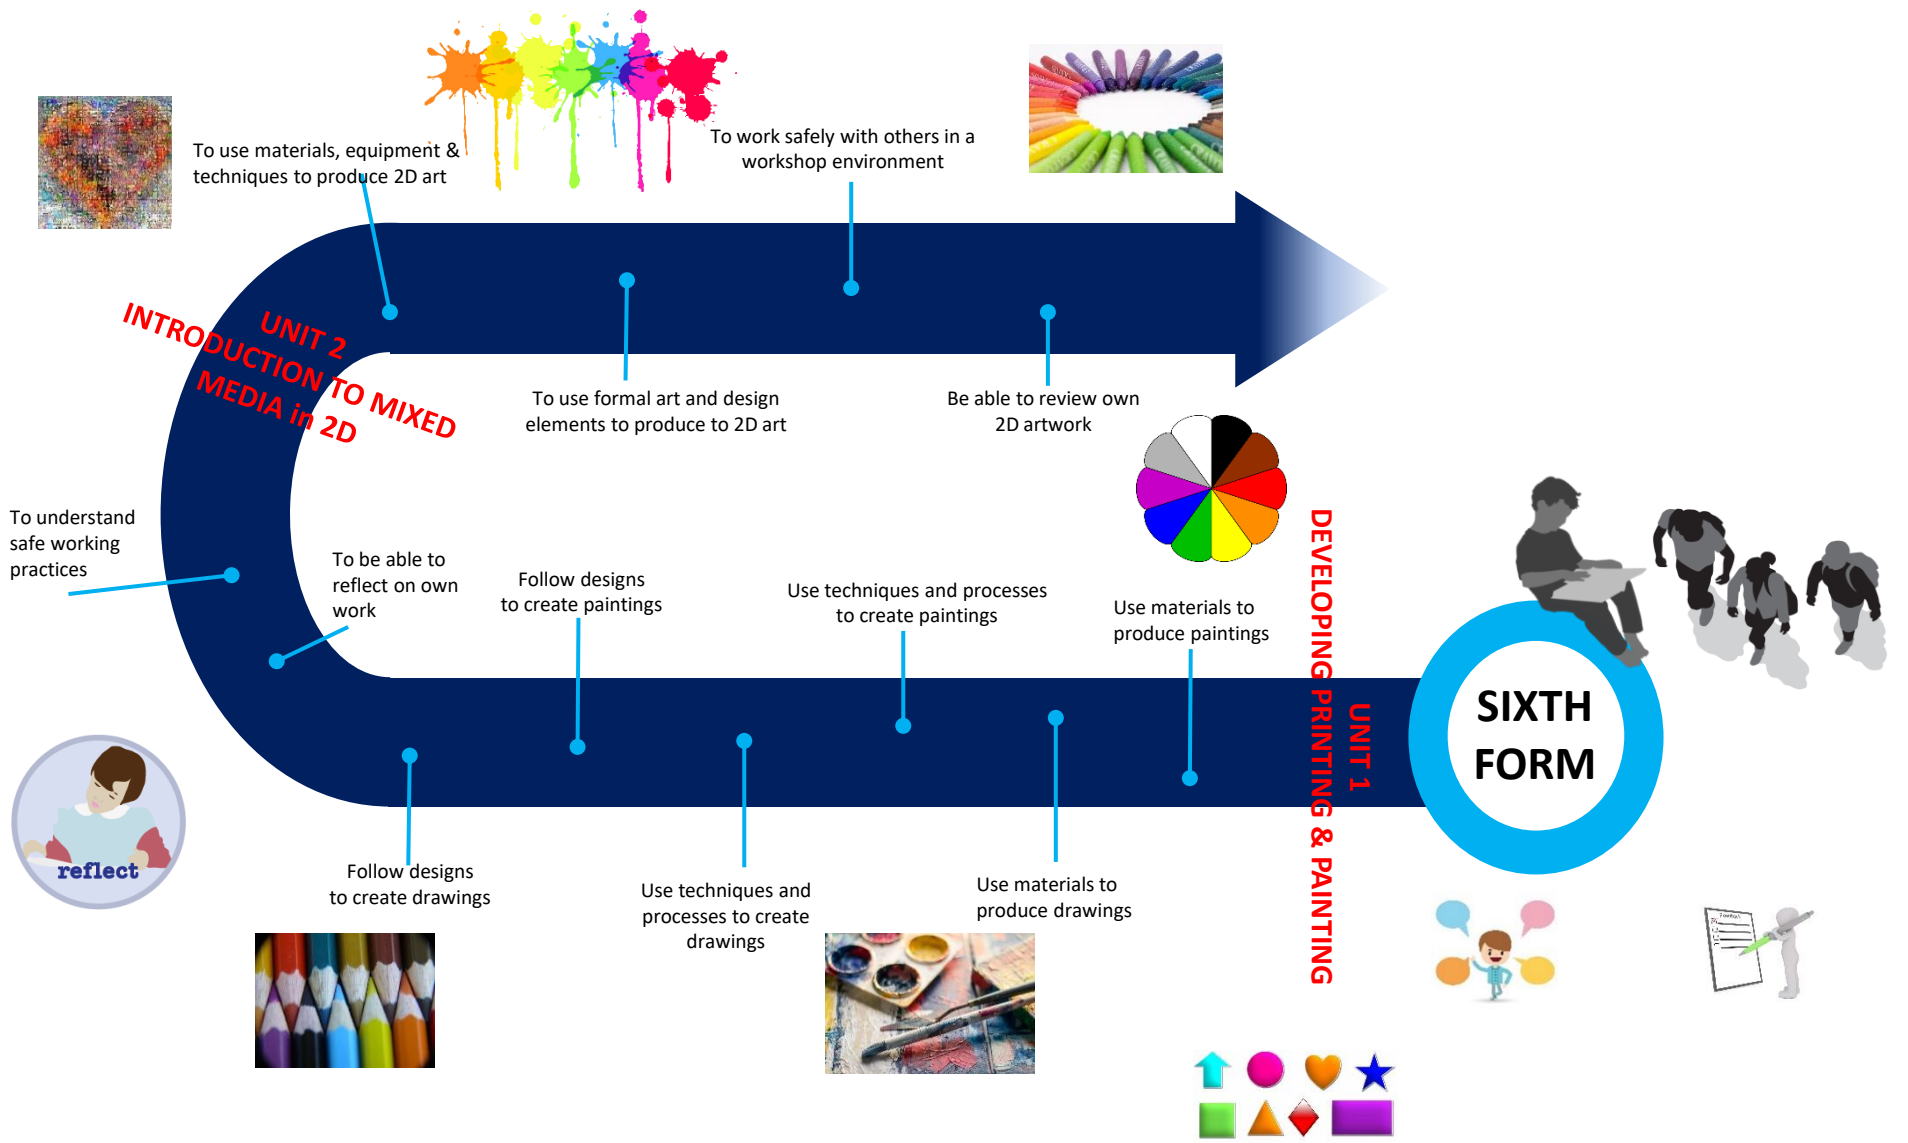 To use materials, equipment &
techniques to produce 2D art
To work safely with others in a
workshop environment
UNIT 2
INTRODUCTION TO MIXED
MEDIA in 2D
To use formal art and design
elements to produce to 2D art
Be able to review own
2D artwork
To understand
safe working
practices
To be able to
reflect on own
work
Follow designs
to create paintings
Use techniques and processes
to create paintings
Use materials to
produce paintings
UNIT 1
DEVELOPING PRINTING & PAINTING
SIXTH
FORM
reflect
Follow designs
to create drawings
Use techniques and
processes to create
drawings
Use materials to
produce drawings